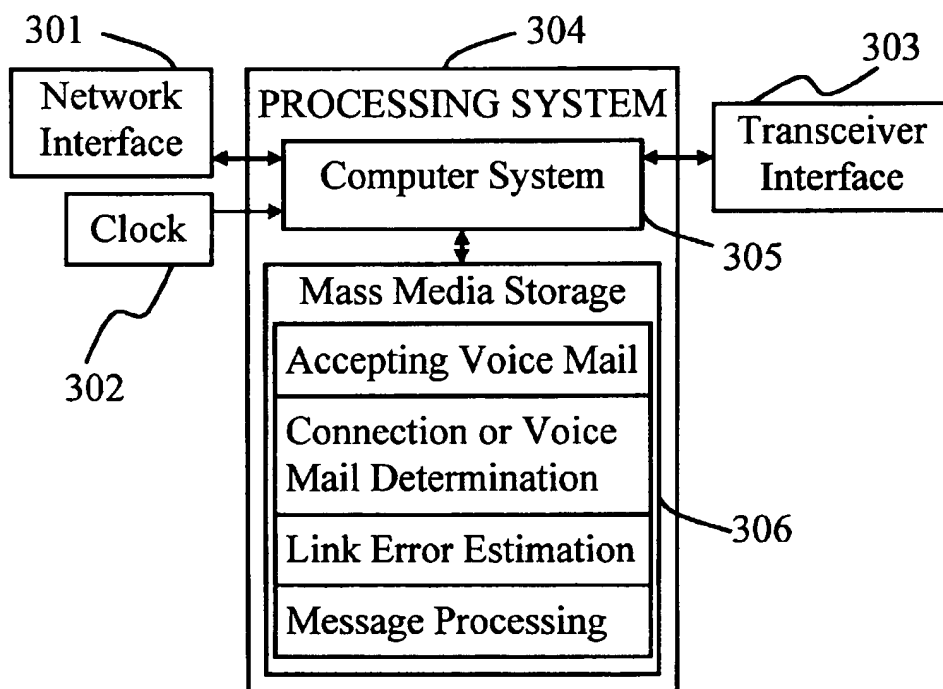 301
304
303
Network
Interface
PROCESSING SYSTEM
Transceiver
Interface
Computer System
Clock
305
Mass Media Storage
302
Accepting Voice Mail
Connection or Voice
Mail Determination
306
Link Error Estimation
Message Processing